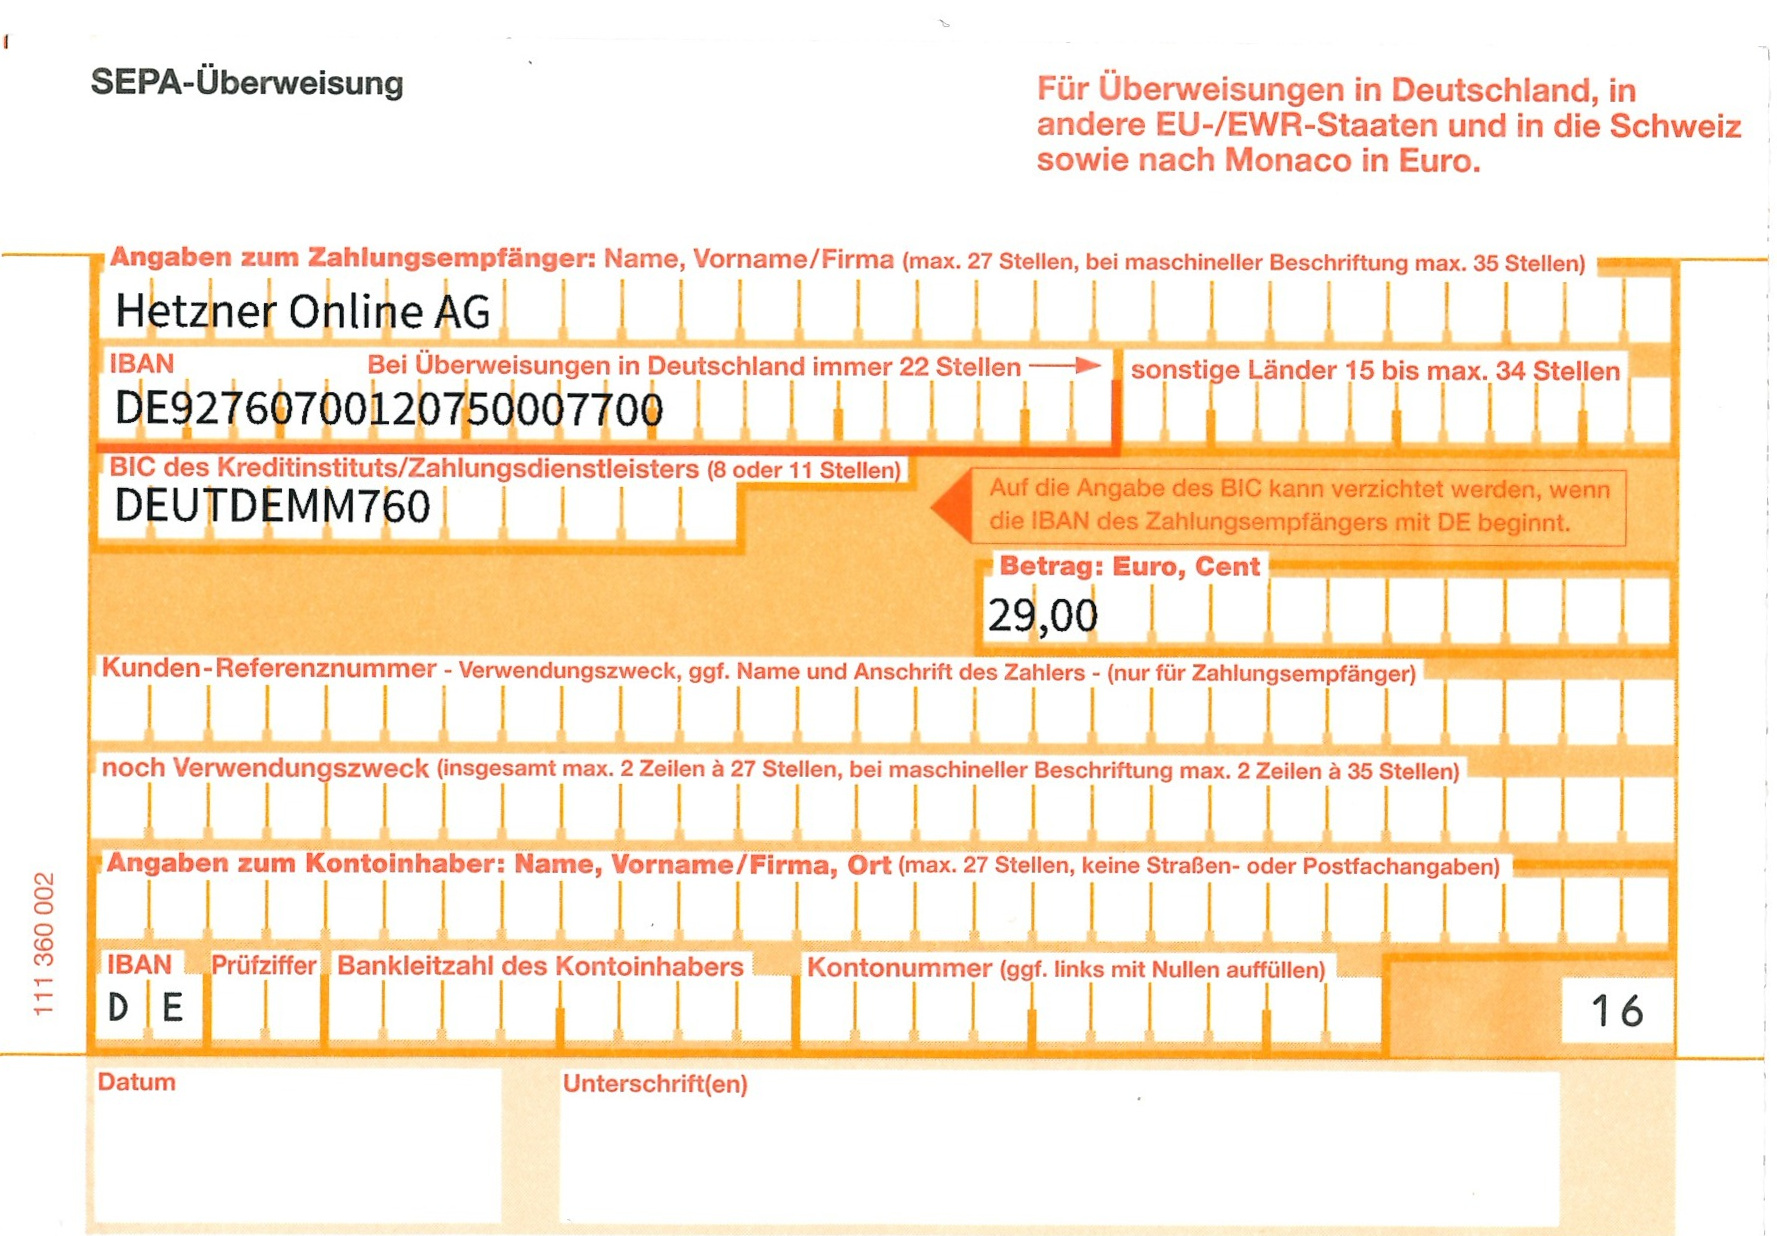 SEPA-Überweisung
Für Überweisungen in Deutschland, in
andere EU-/EWR-Staaten und in die Schweiz
sowie nach Monaco in Euro.
Angaben zum Zahlungsempfänger: Name, Vorname/Firma (max. 27 Stellen, bei maschineller Beschriftung max. 35 Stellen)
Hetzner Online AG
IBAN Bei Überweisungen in Deutschland immer 22 Stellen sonstige Länder 15 bis max. 34 Stellen
DE92760700120750007700
BIC des Kreditinstituts/Zahlungsdienstleisters (8 oder 11 Stellen)
DEUTDEMM760
Auf die Angabe des BIC kann verzichtet werden, wenn
die IBAN des Zahlungsempfängers mit DE beginnt.
Betrag: Euro, Cent
29,00
Kunden-Referenznummer - Verwendungszweck, ggf. Name und Anschrift des Zahlers - (nur für Zahlungsempfänger)
noch Verwendungszweck (insgesamt max. 2 Zeilen à 27 Stellen, bei maschineller Beschriftung max. 2 Zeilen à 35 Stellen)
Angaben zum Kontoinhaber: Name, Vorname/Firma, Ort (max. 27 Stellen, keine Straßen- oder Postfachangaben)
IBAN Prüfziffer Bankleitzahl des Kontoinhabers Kontonummer (ggf. links mit Nullen auffüllen)
D E 16
111 360 002
Datum Unterschrift(en)